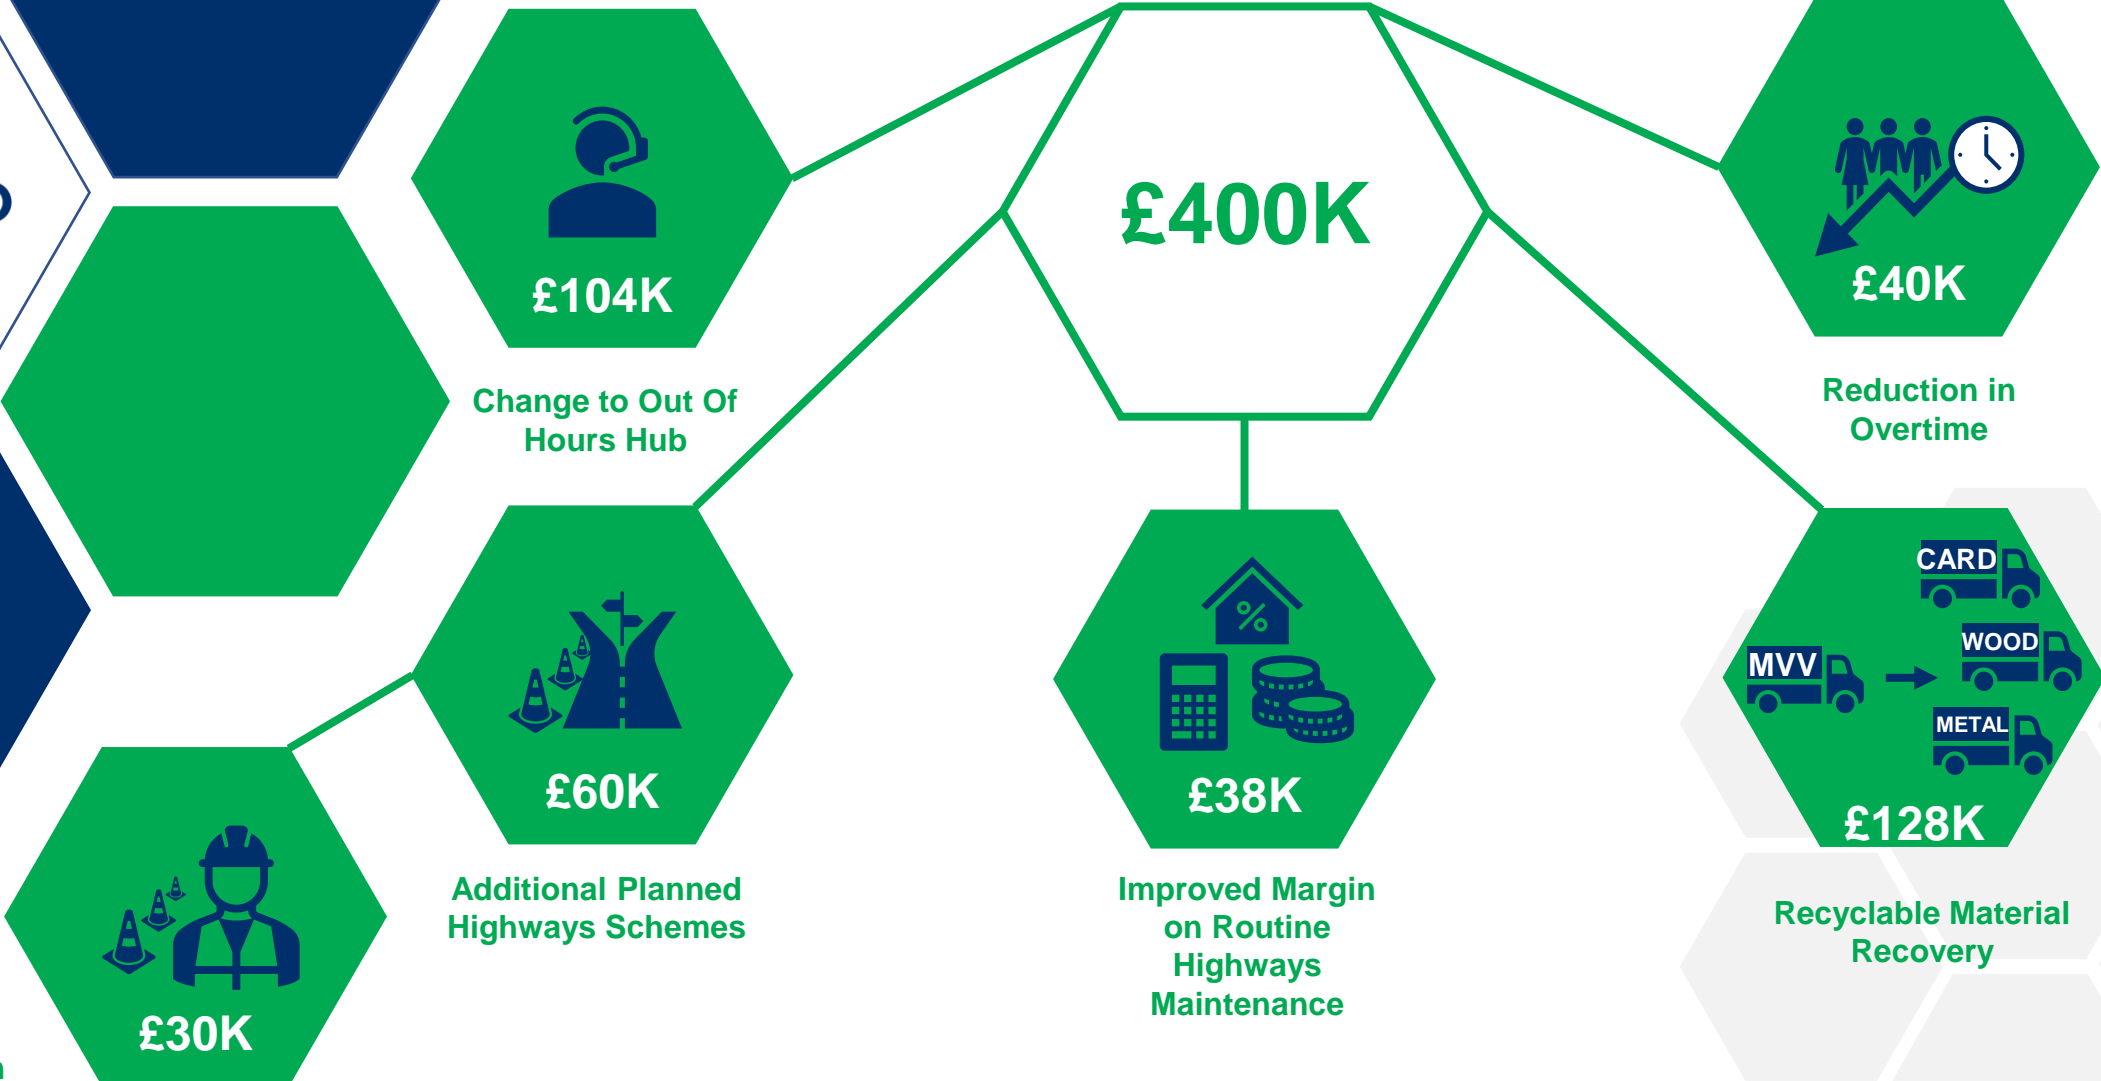 £400K
£104K
Change to Out Of
Hours Hub
£40K
Reduction in
Overtime
£60K
Additional Planned
Highways Schemes
£30K
£38K
Improved Margin
on Routine
Highways
Maintenance
CARD
WOOD
MVV
METAL
£128K
Recyclable Material
Recovery